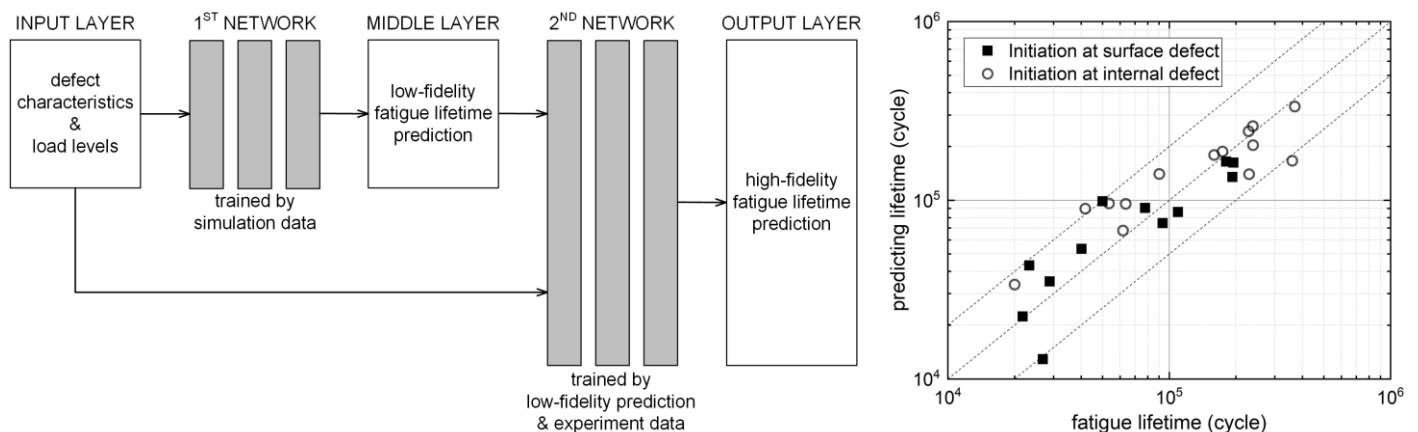 INPUT LAYER
1ST NETWORK
MIDDLE LAYER
2ND NETWORK
OUTPUT LAYER
defect
characteristics
&
load levels
trained by
simulation data
low-fidelity
fatigue lifetime
prediction
trained by
low-fidelity prediction
& experiment data
high-fidelity
fatigue lifetime
prediction
10^6
10^5
10^4
predicting lifetime (cycle)
Initiation at surface defect
Initiation at internal defect
10^4
10^5
10^6
fatigue lifetime (cycle)